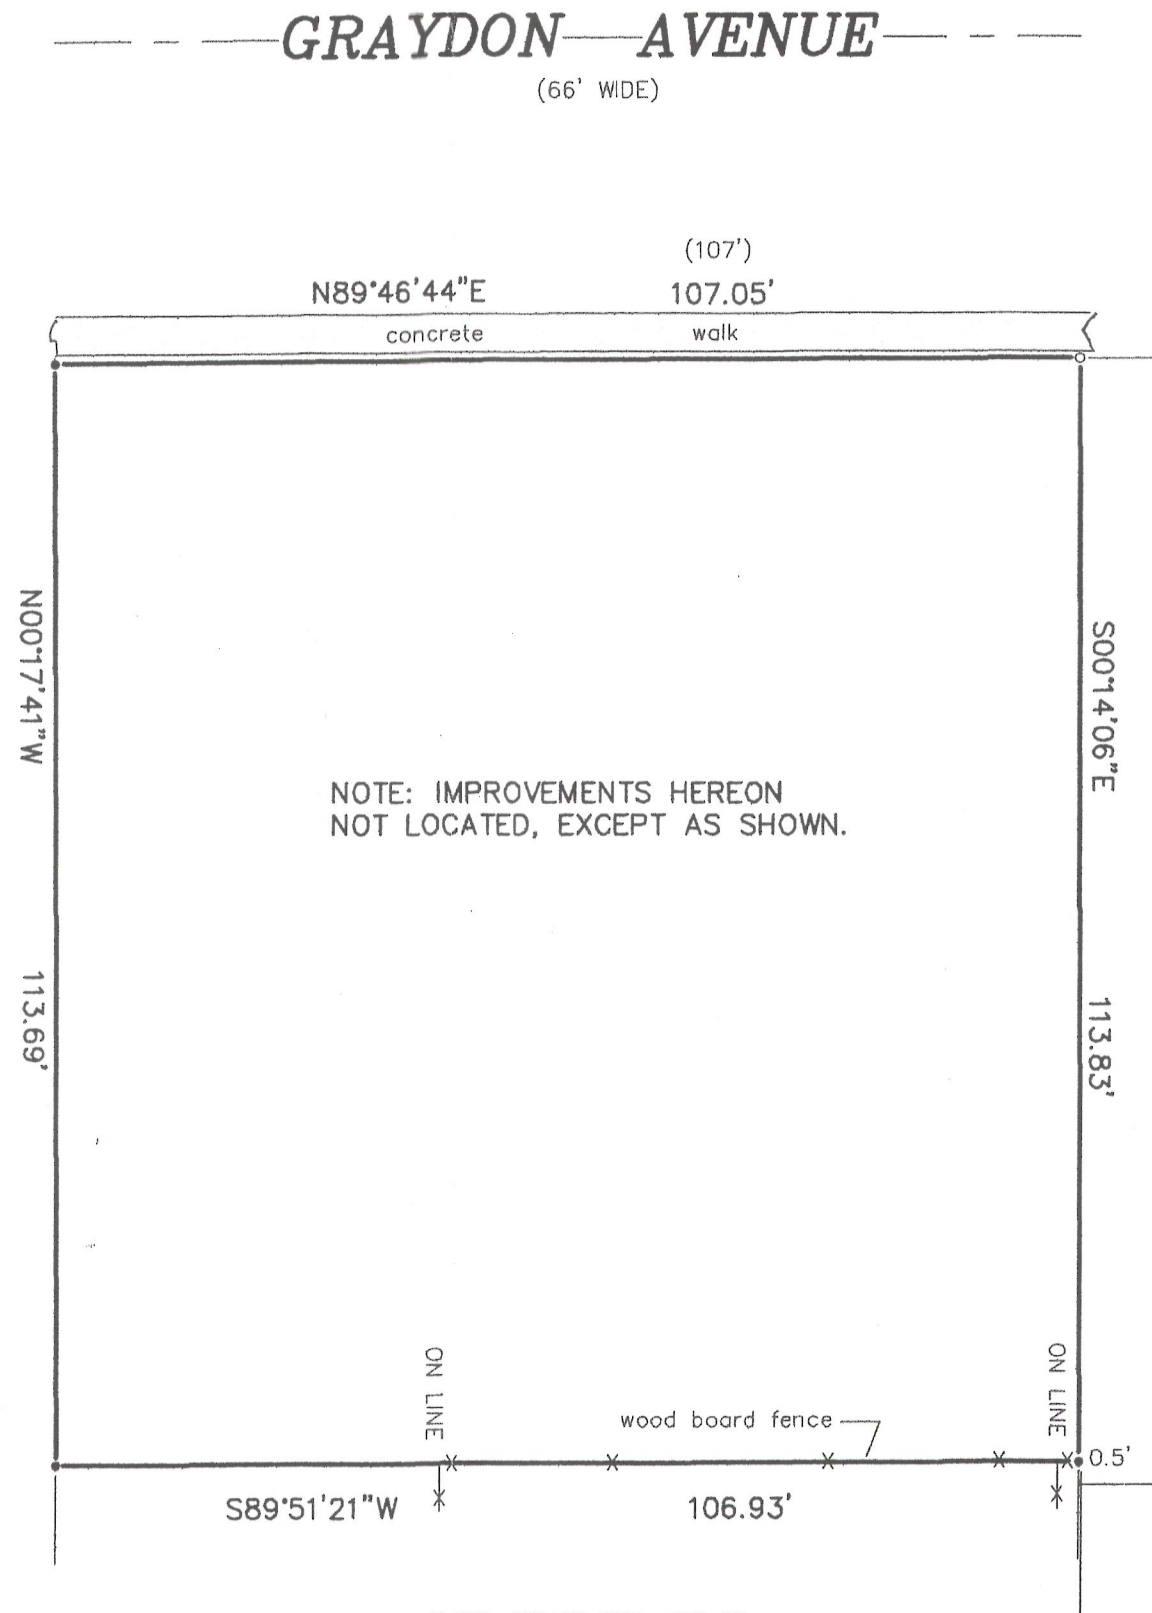 GRAYDON AVENUE
(66' WIDE)
(107')
N89°46'44"E 107.05'
concrete walk
N00°17'41"W
113.69'
S00°14'06"E
113.83'
NOTE: IMPROVEMENTS HEREON
NOT LOCATED, EXCEPT AS SHOWN.
ON LINE
ON LINE
wood board fence
0.5'
S89°51'21"W 106.93'